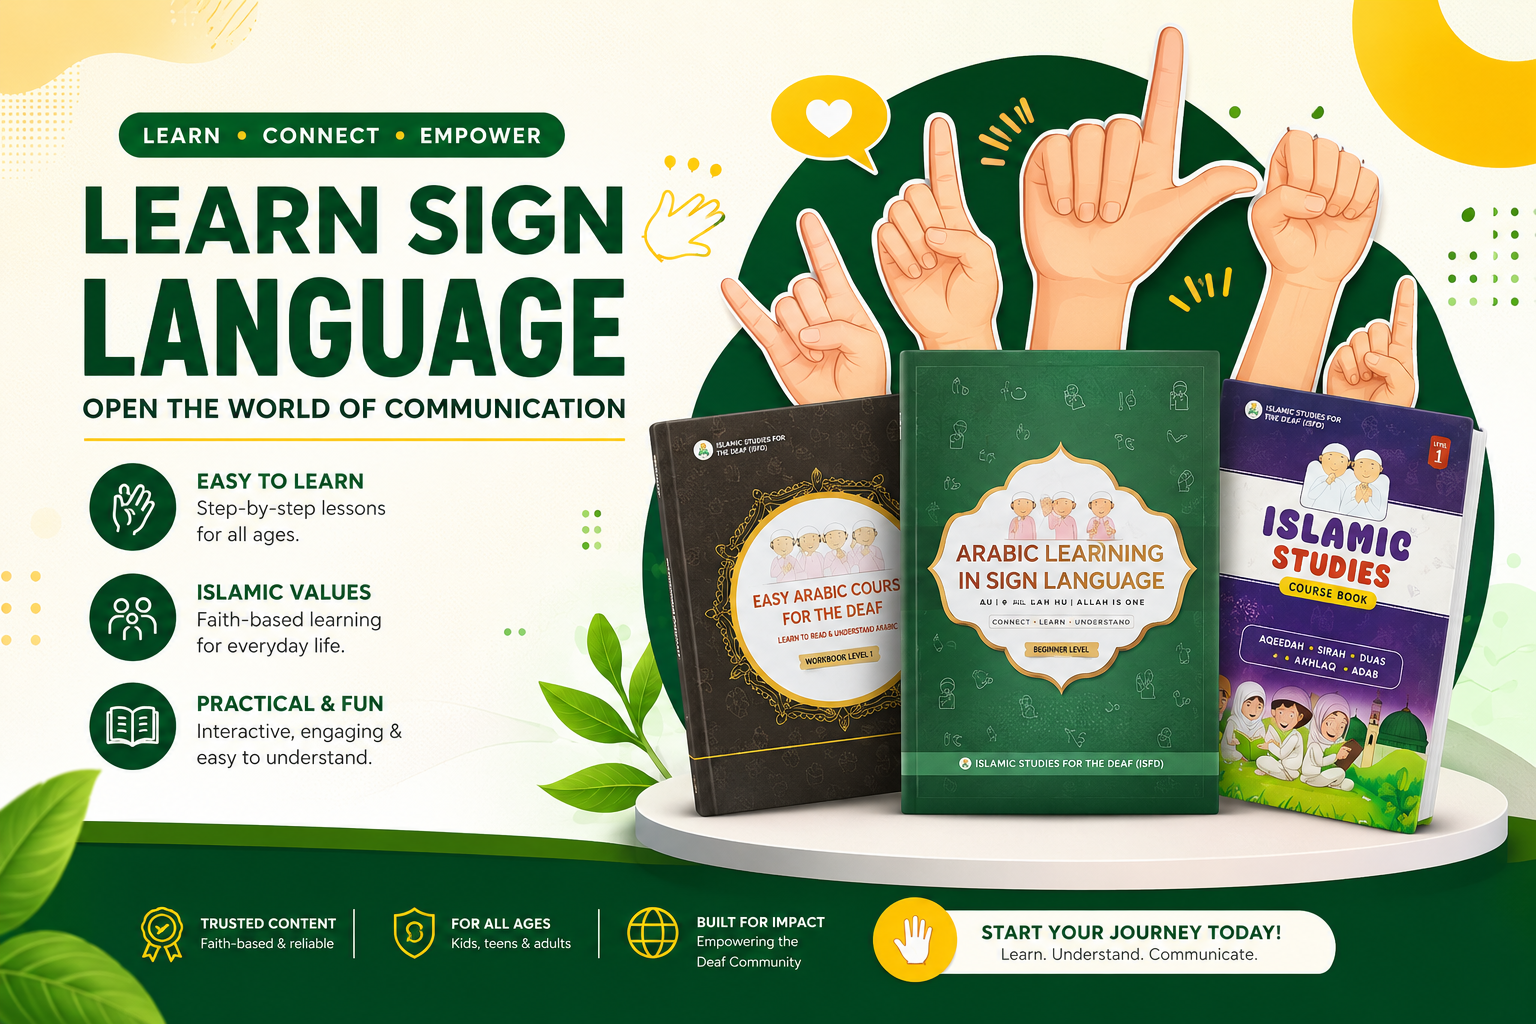 LEARN • CONNECT • EMPOWER
LEARN SIGN
LANGUAGE
OPEN THE WORLD OF COMMUNICATION
EASY TO LEARN
Step-by-step lessons
for all ages.
ISLAMIC VALUES
Faith-based learning
for everyday life.
PRACTICAL & FUN
Interactive, engaging &
easy to understand.
ISLAMIC STUDIES FOR
THE DEAF (ISFD)
EASY ARABIC COURS
FOR THE DEAF
LEARN TO READ & UNDERSTAND ARABIC
WORKBOOK LEVEL 1
ARABIC LEARINING
IN SIGN LANGUAGE
HU | ALLAH IS ONE
CONNECT • LEARN • UNDERSTAND
BEGINNER LEVEL
ISLAMIC STUDIES FOR THE DEAF (ISFD)
ISLAMIC STUDIES FOR
THE DEAF (ISFD)
LEVEL
1
ISLAMIC
STUDIES
COURSE BOOK
AQEEDAH • SIRAH • DUAS
• • AKHLAQ • ADAB
TRUSTED CONTENT
Faith-based & reliable
FOR ALL AGES
Kids, teens & adults
BUILT FOR IMPACT
Empowering the
Deaf Community
START YOUR JOURNEY TODAY!
Learn. Understand. Communicate.